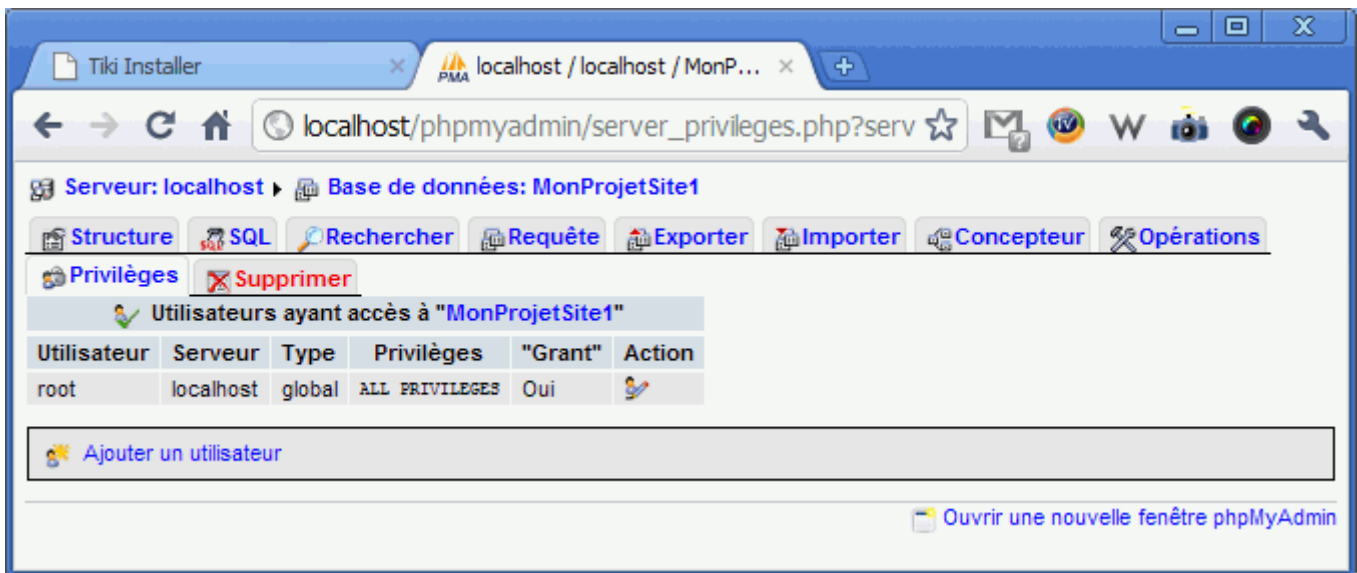 Tiki Installer
PMA localhost / localhost / MonP...
localhost/phpmyadmin/server_privileges.php?serv
Serveur: localhost Base de données: MonProjetSite1
Structure SQL Rechercher Requête Exporter Importer Concepteur Opérations
Privilèges Supprimer
Utilisateurs ayant accès à "MonProjetSite1"
Utilisateur Serveur Type Privilèges "Grant" Action
root localhost global ALL PRIVILEGES Oui
Ajouter un utilisateur
Ouvrir une nouvelle fenêtre phpMyAdmin